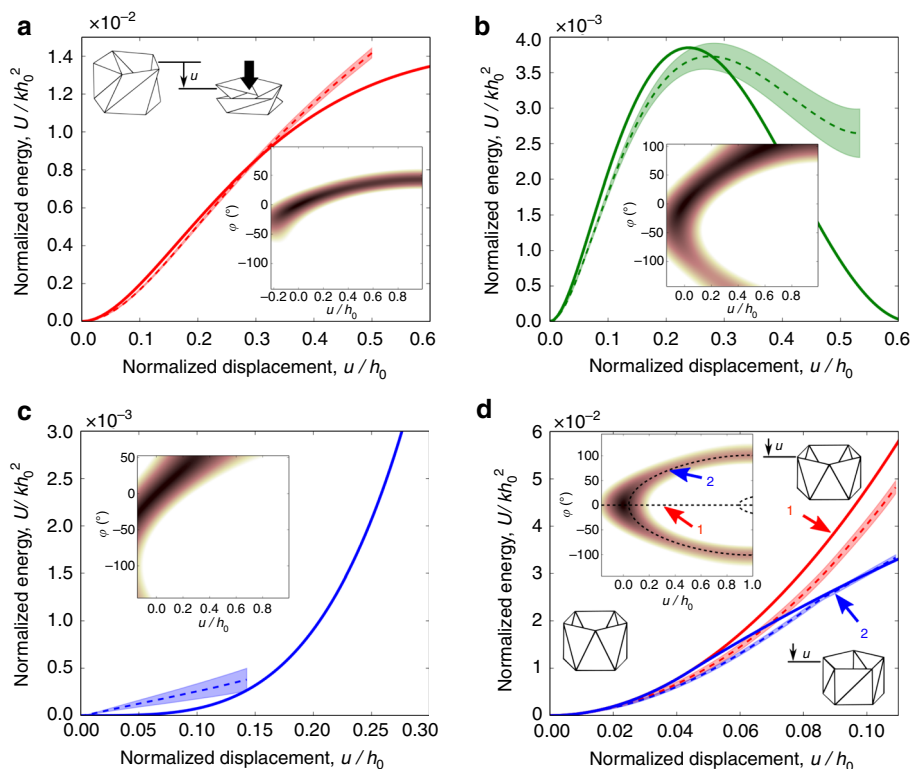 a
×10⁻²
Normalized energy, U / kh₀²
1.4
1.2
1.0
0.8
0.6
0.4
0.2
0.0
u
φ (°)
50
0
−50
−100
−0.2
0.0
0.2
0.4
0.6
0.8
u / h₀
0.0 0.1 0.2 0.3 0.4 0.5 0.6
Normalized displacement, u / h₀
b
×10⁻³
Normalized energy, U / kh₀²
4.0
3.5
3.0
2.5
2.0
1.5
1.0
0.5
0.0
φ (°)
100
50
0
−50
−100
0.0 0.2 0.4 0.6 0.8
u / h₀
0.0 0.1 0.2 0.3 0.4 0.5 0.6
Normalized displacement, u / h₀
c
×10⁻³
Normalized energy, U / kh₀²
3.0
2.5
2.0
1.5
1.0
0.5
0.0
φ (°)
50
0
−50
−100
0.0 0.2 0.4 0.6 0.8
u / h₀
0.00 0.05 0.10 0.15 0.20 0.25 0.30
Normalized displacement, u / h₀
d
×10⁻²
Normalized energy, U / kh₀²
6
5
4
3
2
1
0
φ (°)
100
50
0
−50
−100
2
1
0.0 0.2 0.4 0.6 0.8 1.0
u / h₀
u
1
2
u
0.00 0.02 0.04 0.06 0.08 0.10
Normalized displacement, u / h₀